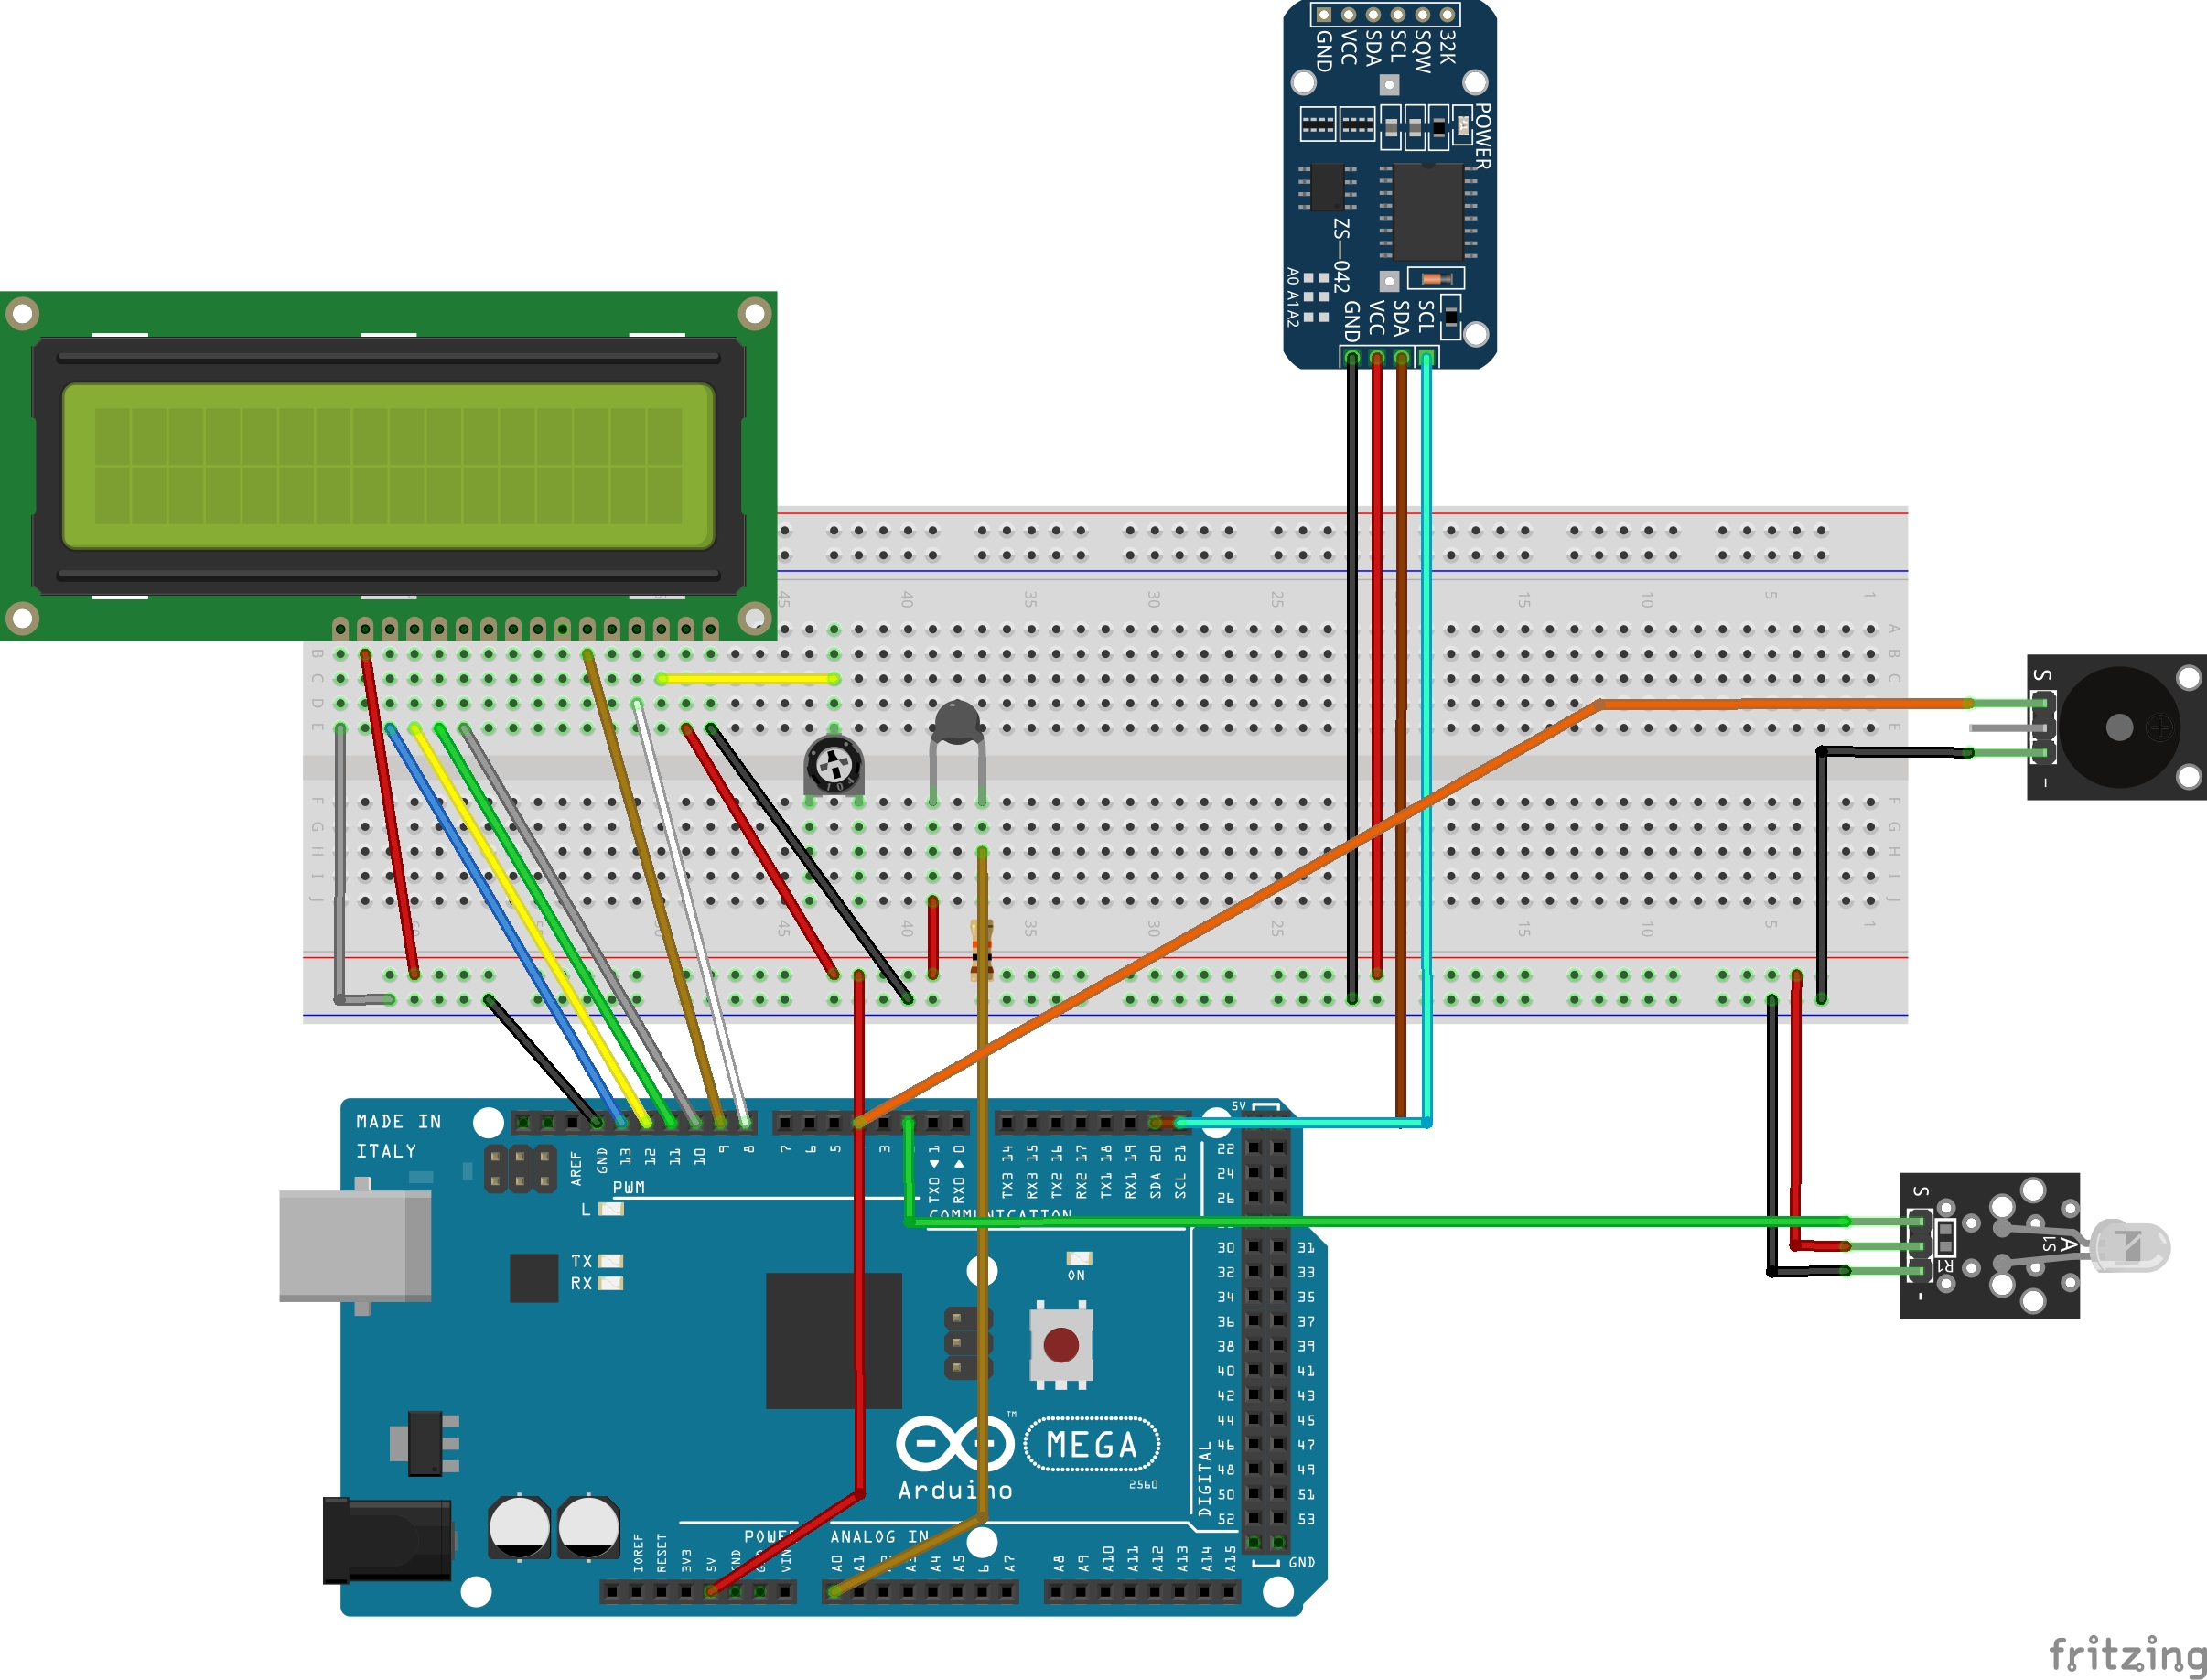 GND VCC SDA SCL SQW 32K
POWER
ZS-042
A0 A1 A2
GND VCC SDA SCL
45 40 35 30 25 15 10 5 1
A
B
C
D
E
F
G
H
I
J
45 40 35 30 25 15 10 5 1
S
-
MADE IN
ITALY
AREF GND 13 12 11 10 9 8 7 6 5 3 TX0 1 RX0 0 TX3 14 RX3 15 TX2 16 RX2 17 TX1 18 RX1 19 SDA 20 SCL 21
5V
PWM
L
COMMUNICATION
TX
RX
ON
22
24
26
30 31
32 33
34 35
36 37
38 39
40 41
42 43
44 45
46 47
48 49
50 51
52 53
GND
DIGITAL
MEGA
TM
Arduino
2560
POWER
ANALOG IN
IOREF RESET 3V3 5V GND VIN A0 A1 A4 A5 A7 A8 A9 A10 A11 A12 A13 A14 A15
S
R1
S1
A
-
fritzing